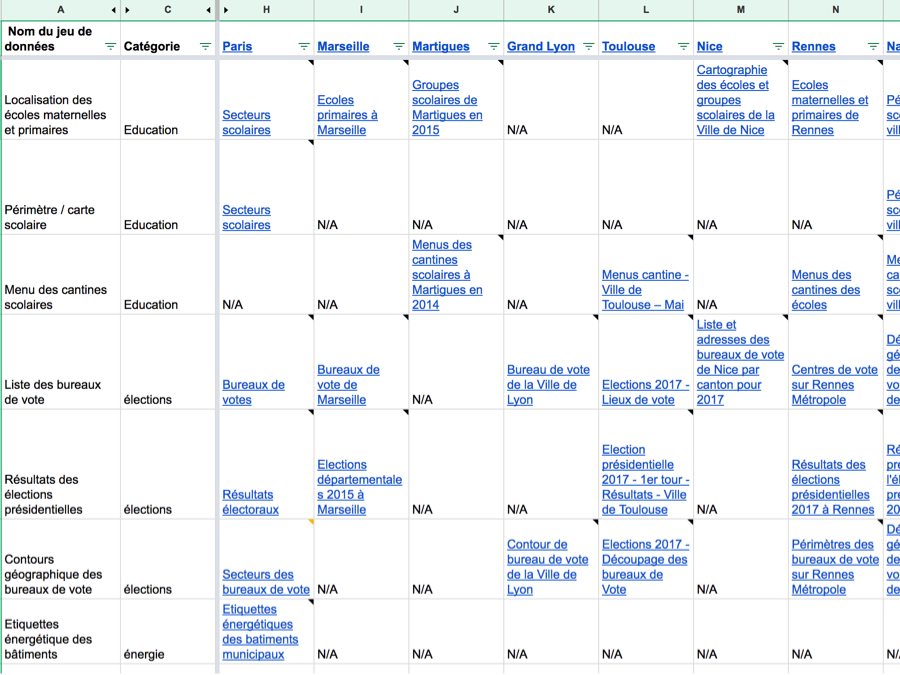 A C H I J K L M N
Nom du jeu de
données
Catégorie
Paris
Marseille
Martigues
Grand Lyon
Toulouse
Nice
Rennes
Na
Localisation des
écoles maternelles
et primaires
Education
Secteurs
scolaires
Ecoles
primaires à
Marseille
Groupes
scolaires de
Martigues en
2015
N/A
N/A
Cartographie
des écoles et
groupes
scolaires de la
Ville de Nice
Ecoles
maternelles et
primaires de
Rennes
Pé
sco
vill
Périmètre / carte
scolaire
Education
Secteurs
scolaires
N/A
N/A
N/A
N/A
N/A
N/A
Pé
sco
vill
Menu des cantines
scolaires
Education
N/A
N/A
Menus des
cantines
scolaires à
Martigues en
2014
N/A
Menus cantine -
Ville de
Toulouse – Mai
N/A
Menus des
cantines des
écoles
Me
ca
sco
vill
Liste des bureaux
de vote
élections
Bureaux de
votes
Bureaux de
vote de
Marseille
N/A
Bureau de vote
de la Ville de
Lyon
Elections 2017 -
Lieux de vote
Liste et
adresses des
bureaux de vote
de Nice par
canton pour
2017
Centres de vote
sur Rennes
Métropole
Dé
gé
de
vo
de
Résultats des
élections
présidentielles
élections
Résultats
électoraux
Elections
départementale
s 2015 à
Marseille
N/A
N/A
Election
présidentielle
2017 - 1er tour -
Résultats - Ville
de Toulouse
N/A
Résultats des
élections
présidentielles
2017 à Rennes
Ré
pré
l'él
pré
20
Contours
géographique des
bureaux de vote
élections
Secteurs des
bureaux de vote
N/A
N/A
Contour de
bureau de vote
de la Ville de
Lyon
Elections 2017 -
Découpage des
bureaux de
Vote
N/A
Périmètres des
bureaux de vote
sur Rennes
Métropole
Dé
gé
de
vo
de
Etiquettes
énergétique des
bâtiments
énergie
Etiquettes
énergétiques
des batiments
municipaux
N/A
N/A
N/A
N/A
N/A
N/A
N/